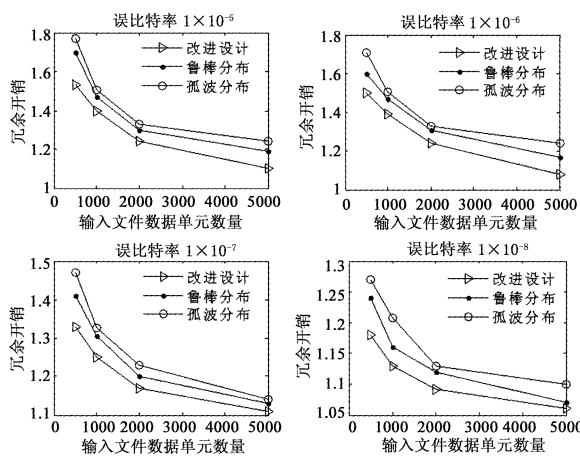 误比特率 1×10⁻⁵
1.8
1.6
1.4
1.2
1
冗余开销
改进设计
鲁棒分布
孤波分布
0 1000 2000 3000 4000 5000
输入文件数据单元数量
误比特率 1×10⁻⁶
1.8
1.6
1.4
1.2
1
冗余开销
改进设计
鲁棒分布
孤波分布
0 1000 2000 3000 4000 5000
输入文件数据单元数量
误比特率 1×10⁻⁷
1.5
1.4
1.3
1.2
1.1
冗余开销
改进设计
鲁棒分布
孤波分布
0 1000 2000 3000 4000 5000
输入文件数据单元数量
误比特率 1×10⁻⁸
1.3
1.25
1.2
1.15
1.1
1.05
冗余开销
改进设计
鲁棒分布
孤波分布
0 1000 2000 3000 4000 5000
输入文件数据单元数量